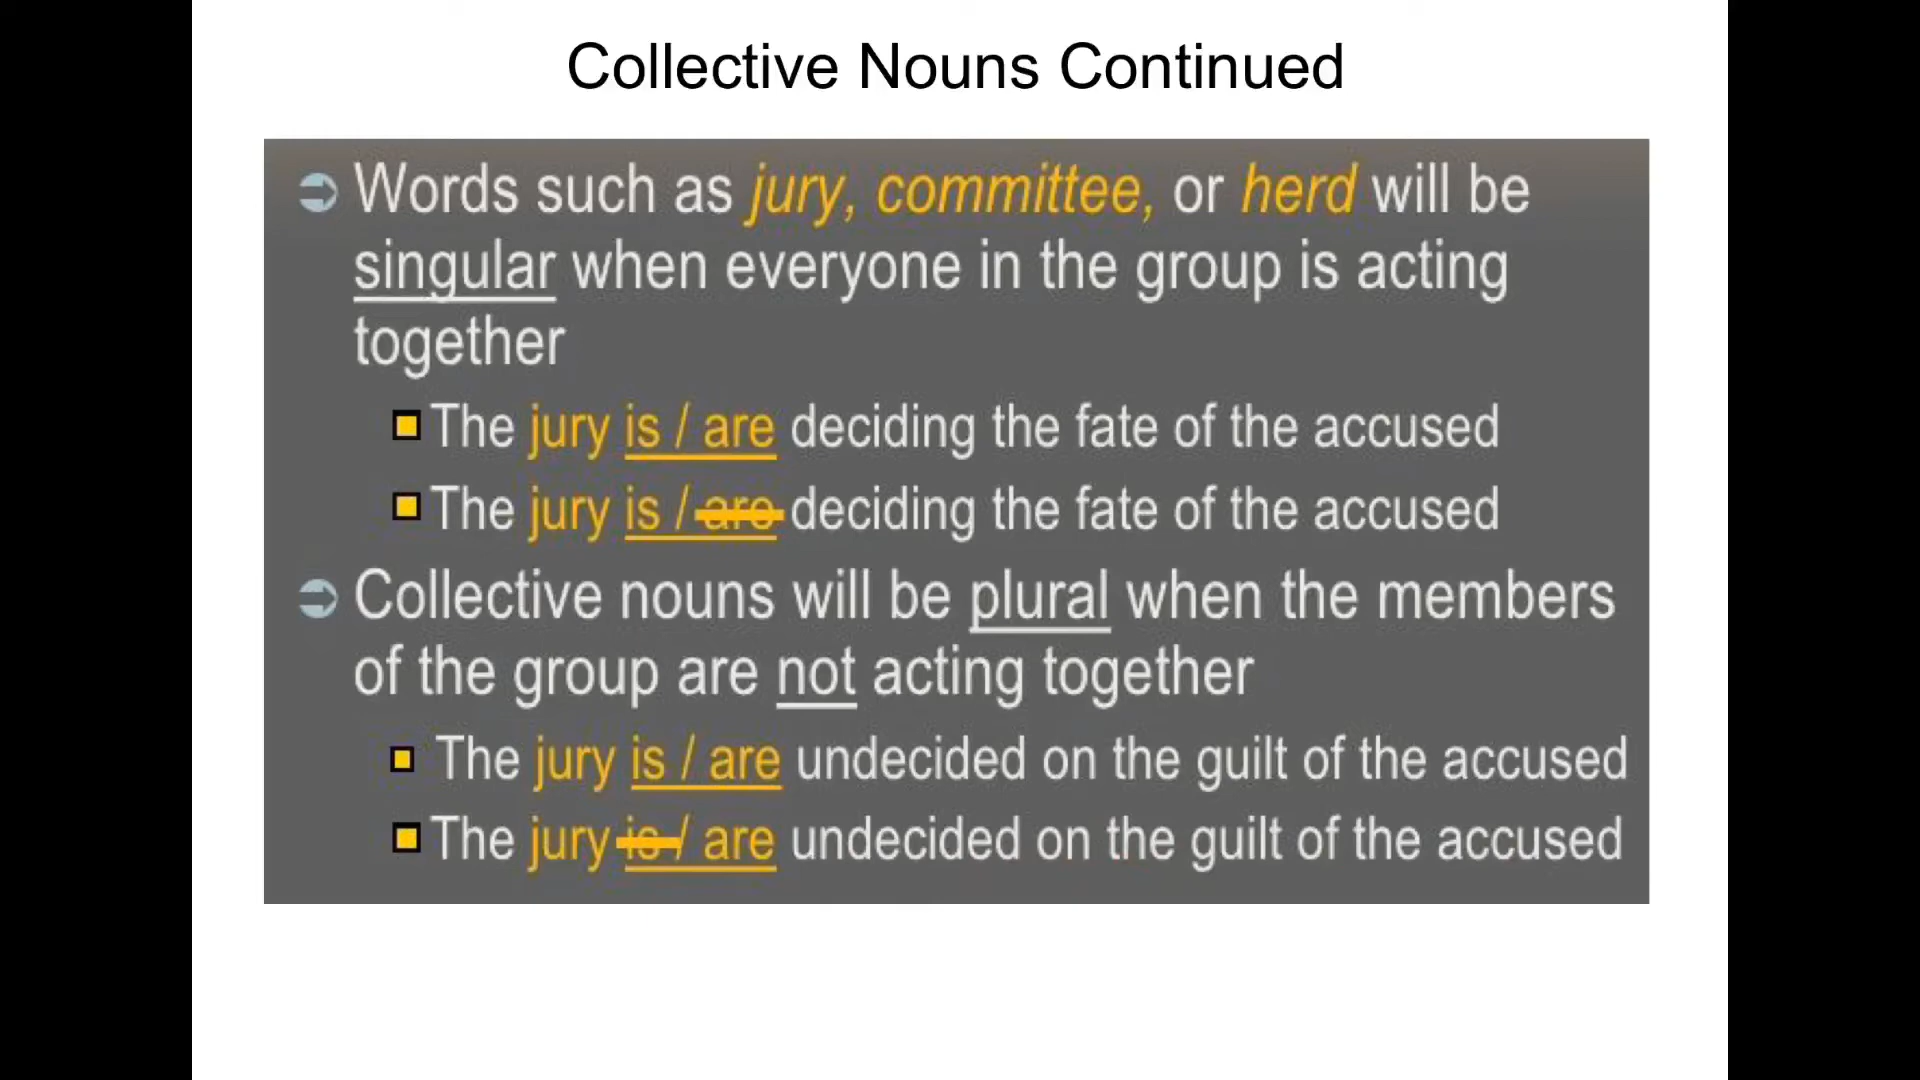 Collective Nouns Continued
Words such as jury, committee, or herd will be
singular when everyone in the group is acting
together
The jury is / are deciding the fate of the accused
The jury is / are deciding the fate of the accused
Collective nouns will be plural when the members
of the group are not acting together
The jury is / are undecided on the guilt of the accused
The jury is / are undecided on the guilt of the accused